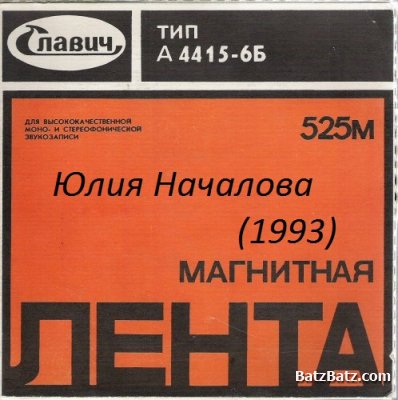 Славич
ТИП
А 4415-6Б
ДЛЯ ВЫСОКОКАЧЕСТВЕННОЙ
МОНО- И СТЕРЕОФОНИЧЕСКОЙ
ЗВУКОЗАПИСИ
525м
Юлия Началова
(1993)
МАГНИТНАЯ
ЛЕНТА
BatzBatz.com